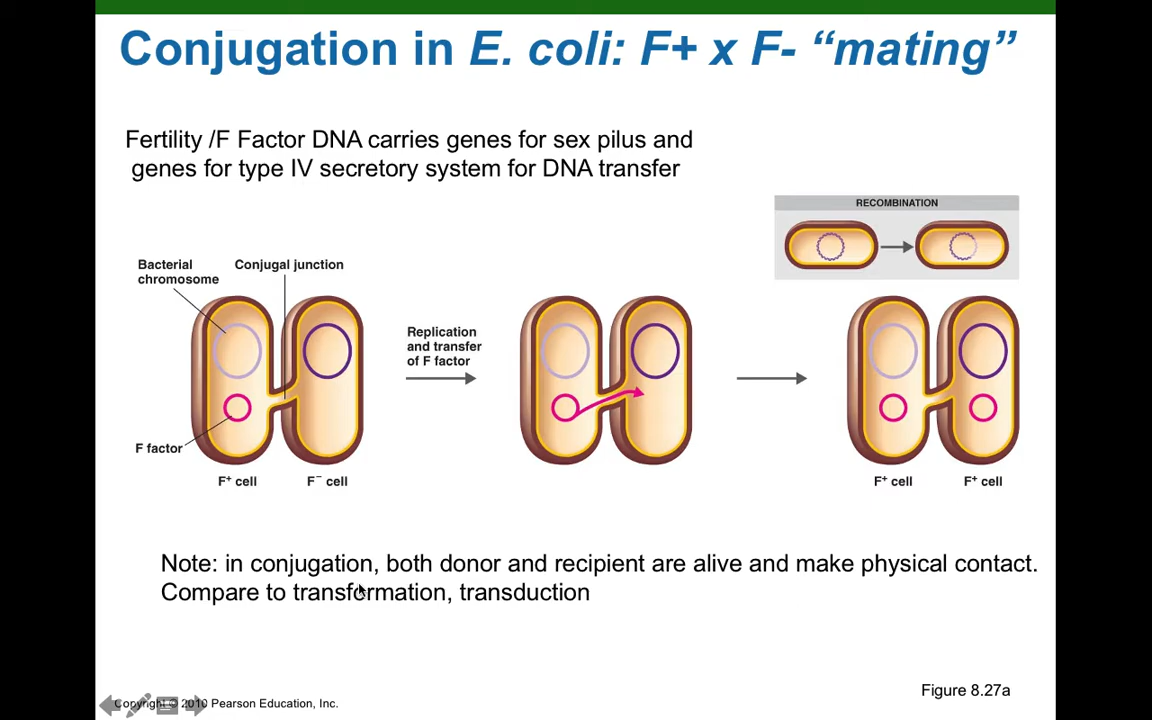 Conjugation in E. coli: F+ x F- “mating”
Fertility /F Factor DNA carries genes for sex pilus and
genes for type IV secretory system for DNA transfer
RECOMBINATION
Bacterial
chromosome
Conjugal junction
Replication
and transfer
of F factor
F factor
F⁺ cell
F⁻ cell
F⁺ cell
F⁺ cell
Note: in conjugation, both donor and recipient are alive and make physical contact.
Compare to transformation, transduction
Figure 8.27a
Copyright © 2010 Pearson Education, Inc.